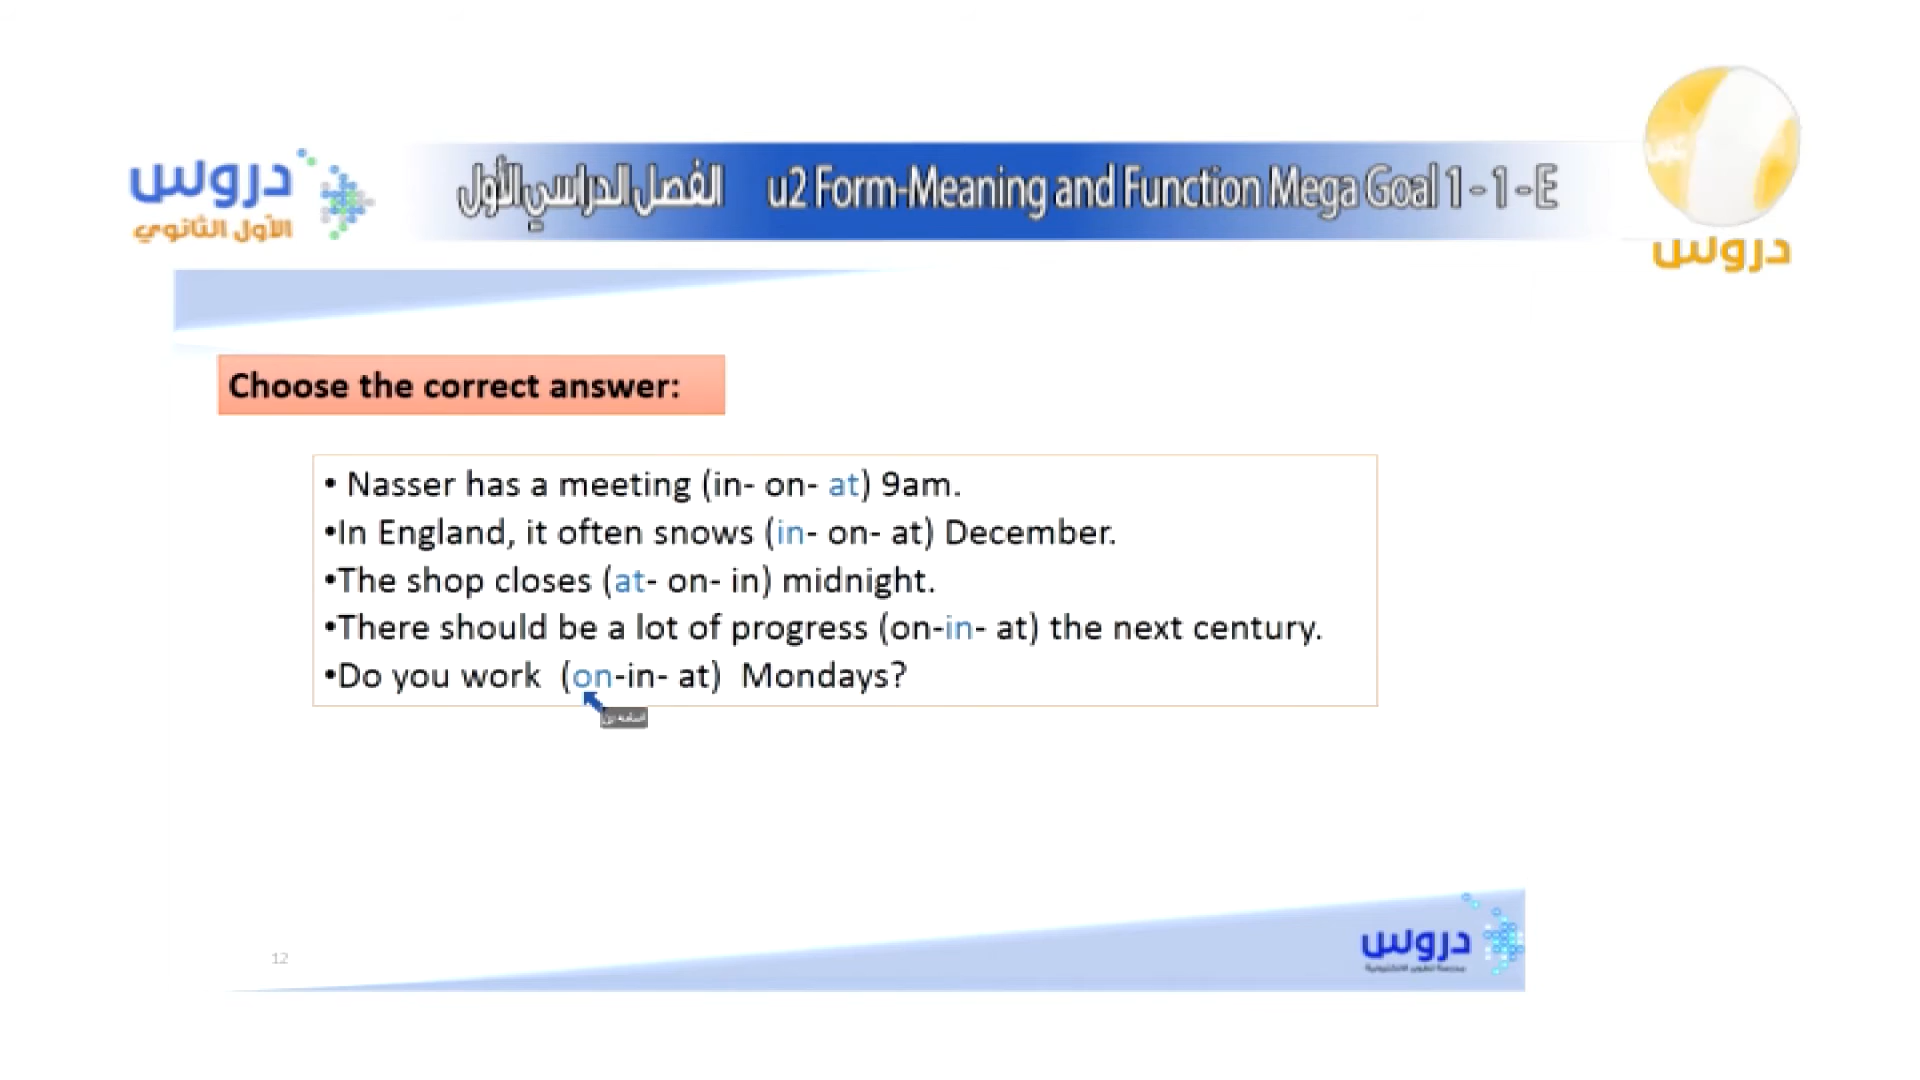 دروس
الأول الثانوي
الفصل الدراسي الأول u2 Form-Meaning and Function Mega Goal 1 - 1 - E
دروس
Choose the correct answer:
• Nasser has a meeting (in- on- at) 9am.
•In England, it often snows (in- on- at) December.
•The shop closes (at- on- in) midnight.
•There should be a lot of progress (on-in- at) the next century.
•Do you work (on-in- at) Mondays?
12
دروس